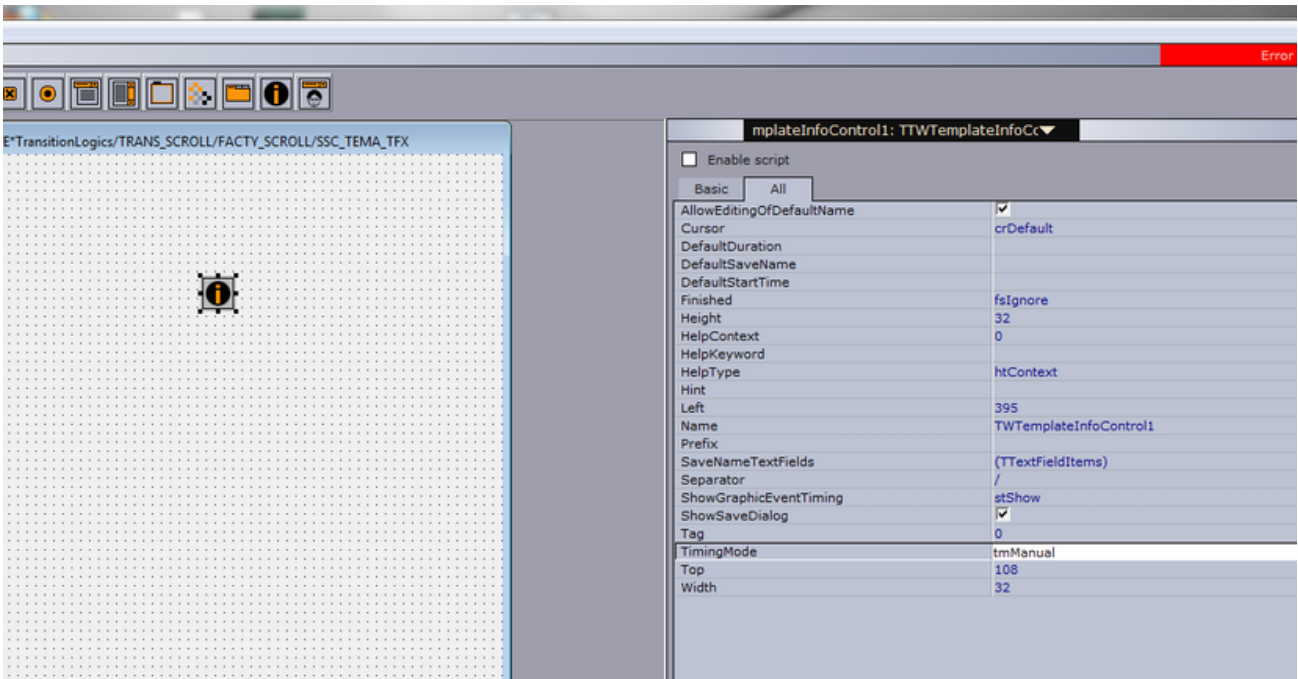 Error
E*TransitionLogics/TRANS_SCROLL/FACTY_SCROLL/SSC_TEMA_TFX
mplateInfoControl1: TTWTemplateInfoCc
Enable script
Basic All
AllowEditingOfDefaultName
Cursor crDefault
DefaultDuration
DefaultSaveName
DefaultStartTime
Finished fsIgnore
Height 32
HelpContext 0
HelpKeyword
HelpType htContext
Hint
Left 395
Name TWTemplateInfoControl1
Prefix
SaveNameTextFields (TTextFieldItems)
Separator /
ShowGraphicEventTiming stShow
ShowSaveDialog
Tag 0
TimingMode tmManual
Top 108
Width 32